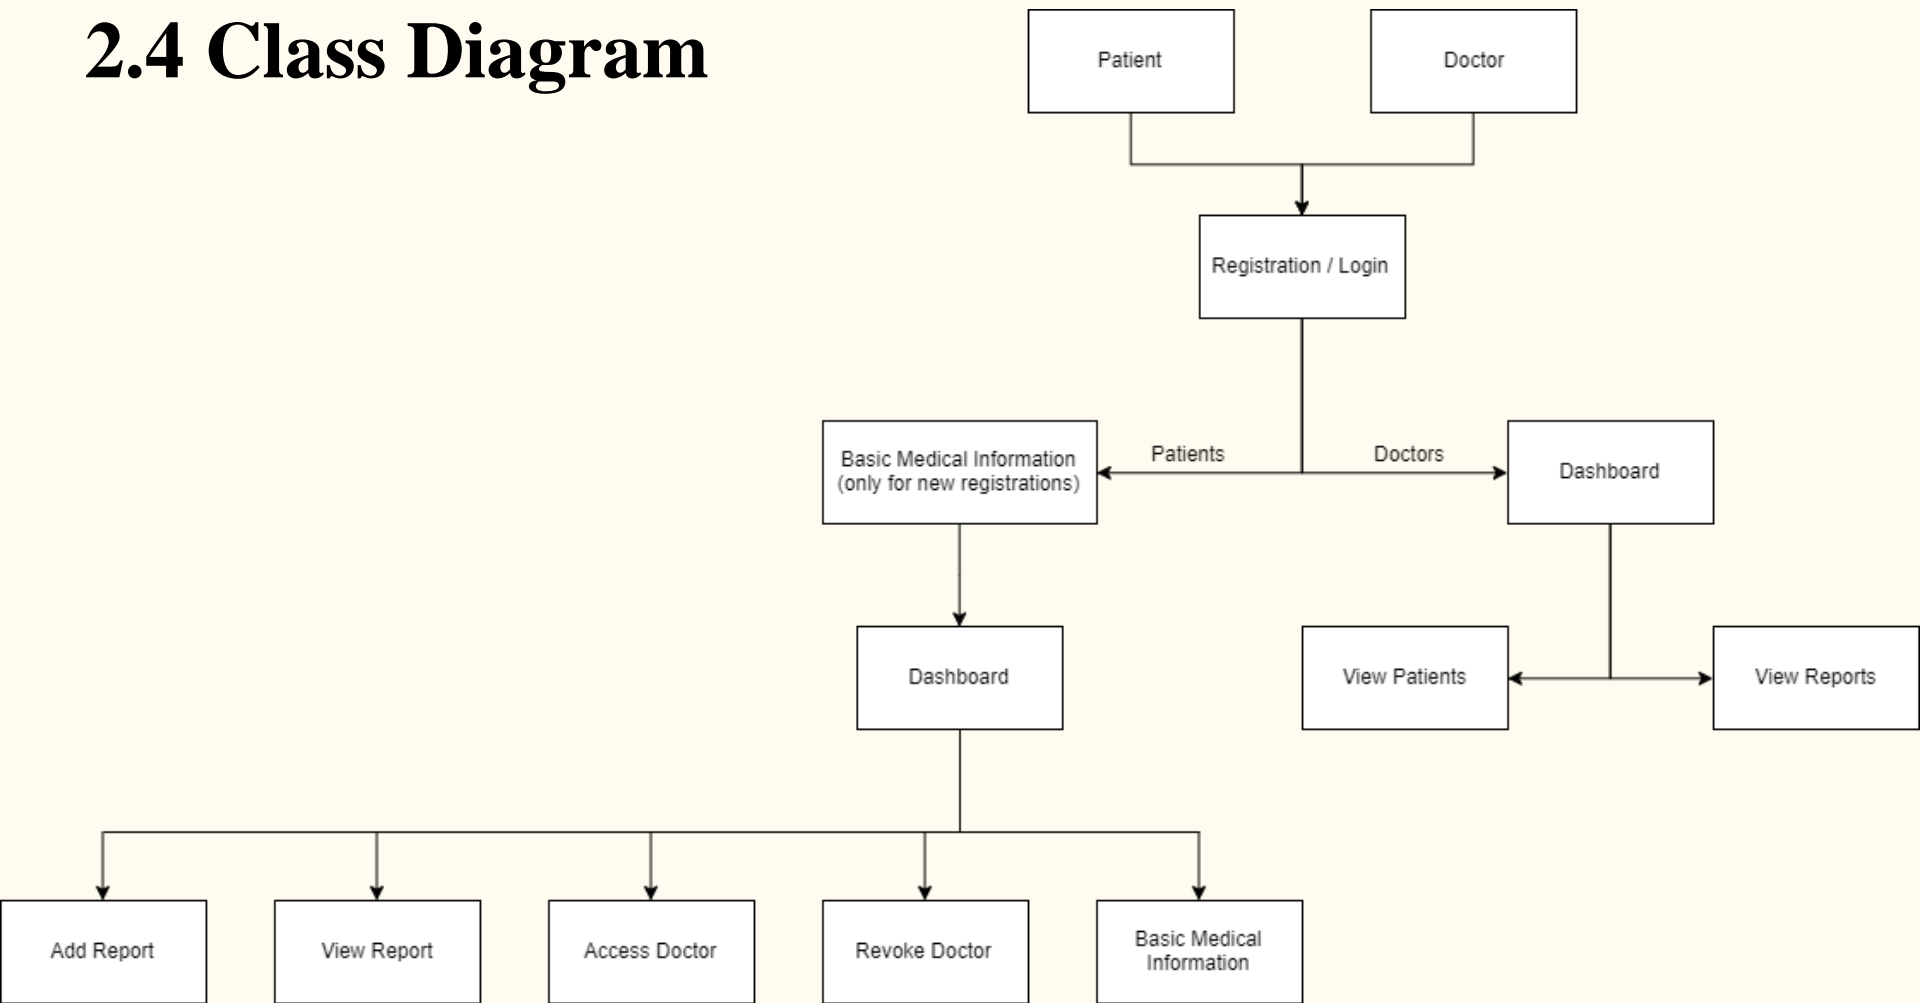 2.4 Class Diagram
Patient
Doctor
Registration / Login
Patients
Doctors
Basic Medical Information
(only for new registrations)
Dashboard
Dashboard
View Patients
View Reports
Add Report
View Report
Access Doctor
Revoke Doctor
Basic Medical
Information